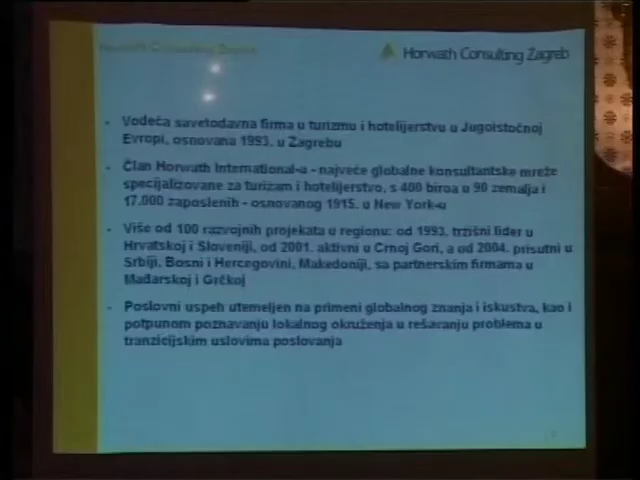 Horwath Consulting Zagreb
Horwath Consulting Zagreb
- Vodeća savetodavna firma u turizmu i hotelijerstvu u Jugoistočnoj
Evropi, osnovana 1993. u Zagrebu
- Član Horwath International-a - najveće globalne konsultantske mreže
specijalizovane za turizam i hotelijerstvo, s 400 biroa u 90 zemalja i
17.000 zaposlenih - osnovanog 1915. u New York-u
- Više od 100 razvojnih projekata u regionu: od 1993. tržišni lider u
Hrvatskoj i Sloveniji, od 2001. aktivni u Crnoj Gori, a od 2004. prisutni u
Srbiji, Bosni i Hercegovini, Makedoniji, sa partnerskim firmama u
Mađarskoj i Grčkoj
- Poslovni uspeh utemeljen na primeni globalnog znanja i iskustva, kao i
potpunom poznavanju lokalnog okruženja u rešavanju problema u
tranzicijskim uslovima poslovanja